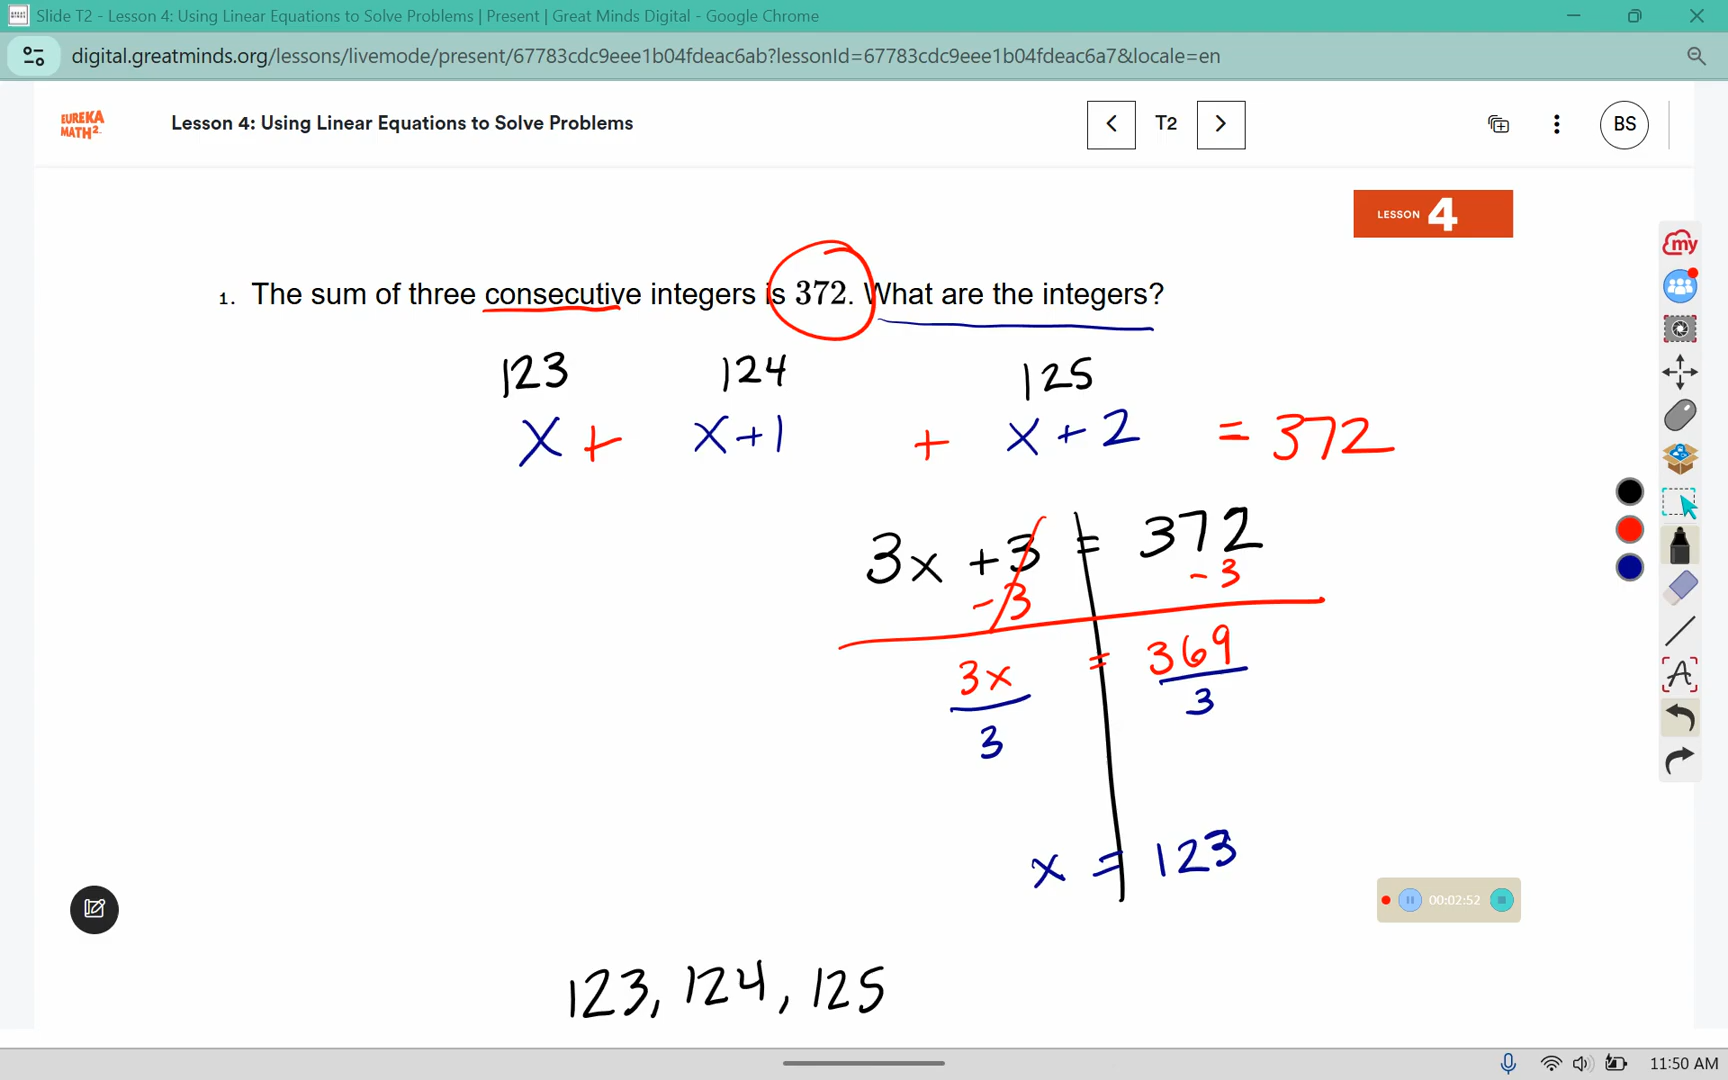 Slide T2 - Lesson 4: Using Linear Equations to Solve Problems | Present | Great Minds Digital - Google Chrome
digital.greatminds.org/lessons/livemode/present/67783cdc9eee1b04fdeac6ab?lessonId=67783cdc9eee1b04fdeac6a7&locale=en
EUREKA
MATH²
Lesson 4: Using Linear Equations to Solve Problems
T2
BS
LESSON 4
my
1. The sum of three consecutive integers is 372. What are the integers?
123 124 125
x + x+1 + x+2 = 372
3x + 3 = 372
-3 -3
3x = 369
3 3
x = 123
00:02:52
123, 124, 125
11:50 AM